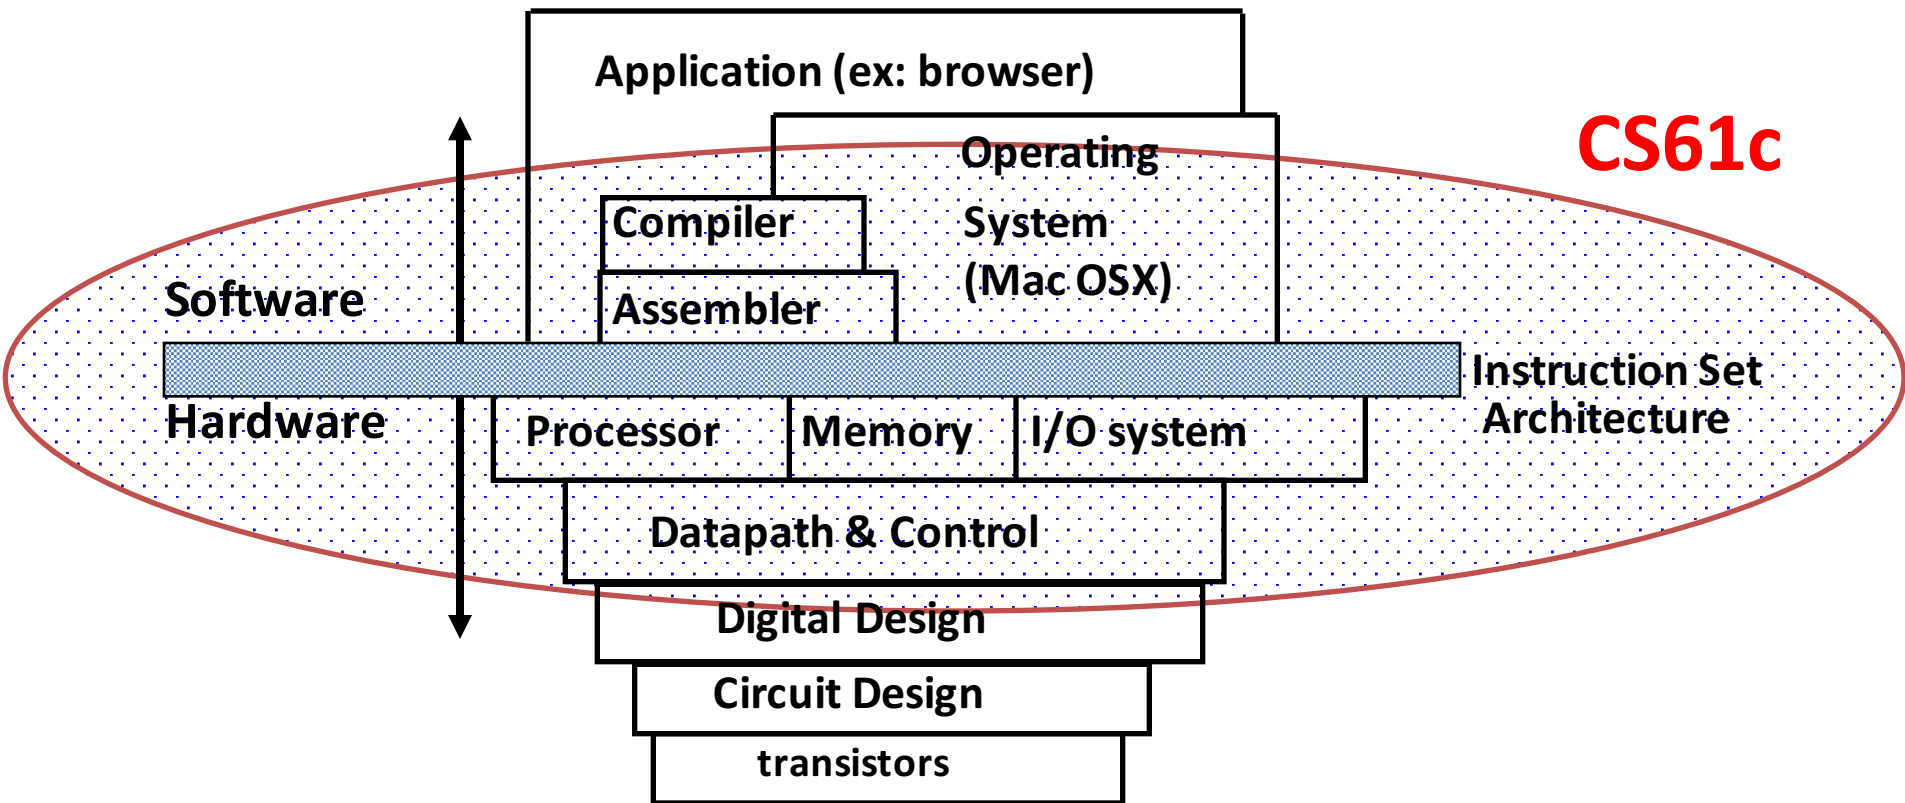 Application (ex: browser)
CS61c
Operating
System
(Mac OSX)
Compiler
Assembler
Software
Hardware
Instruction Set
Architecture
Processor
Memory
I/O system
Datapath & Control
Digital Design
Circuit Design
transistors